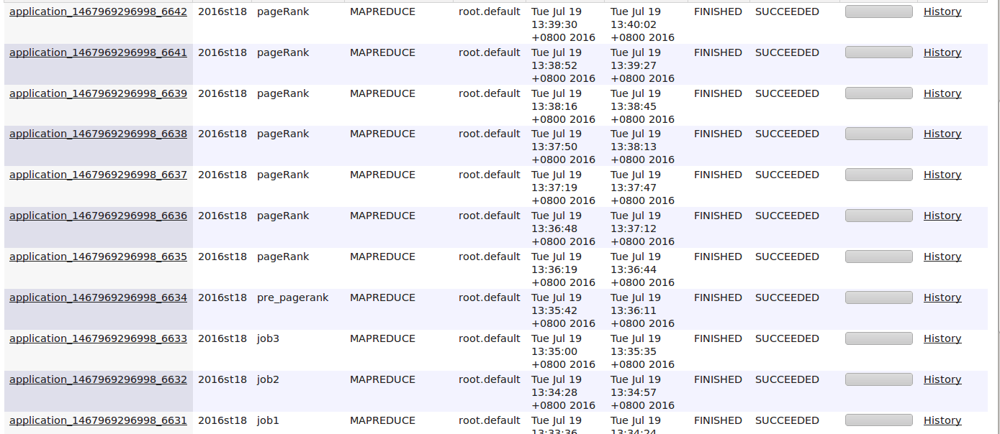 application_1467969296998_6642 2016st18 pageRank MAPREDUCE root.default Tue Jul 19 Tue Jul 19 FINISHED SUCCEEDED History
13:39:30 13:40:02
+0800 2016 +0800 2016
application_1467969296998_6641 2016st18 pageRank MAPREDUCE root.default Tue Jul 19 Tue Jul 19 FINISHED SUCCEEDED History
13:38:52 13:39:27
+0800 2016 +0800 2016
application_1467969296998_6639 2016st18 pageRank MAPREDUCE root.default Tue Jul 19 Tue Jul 19 FINISHED SUCCEEDED History
13:38:16 13:38:45
+0800 2016 +0800 2016
application_1467969296998_6638 2016st18 pageRank MAPREDUCE root.default Tue Jul 19 Tue Jul 19 FINISHED SUCCEEDED History
13:37:50 13:38:13
+0800 2016 +0800 2016
application_1467969296998_6637 2016st18 pageRank MAPREDUCE root.default Tue Jul 19 Tue Jul 19 FINISHED SUCCEEDED History
13:37:19 13:37:47
+0800 2016 +0800 2016
application_1467969296998_6636 2016st18 pageRank MAPREDUCE root.default Tue Jul 19 Tue Jul 19 FINISHED SUCCEEDED History
13:36:48 13:37:12
+0800 2016 +0800 2016
application_1467969296998_6635 2016st18 pageRank MAPREDUCE root.default Tue Jul 19 Tue Jul 19 FINISHED SUCCEEDED History
13:36:19 13:36:44
+0800 2016 +0800 2016
application_1467969296998_6634 2016st18 pre_pagerank MAPREDUCE root.default Tue Jul 19 Tue Jul 19 FINISHED SUCCEEDED History
13:35:42 13:36:11
+0800 2016 +0800 2016
application_1467969296998_6633 2016st18 job3 MAPREDUCE root.default Tue Jul 19 Tue Jul 19 FINISHED SUCCEEDED History
13:35:00 13:35:35
+0800 2016 +0800 2016
application_1467969296998_6632 2016st18 job2 MAPREDUCE root.default Tue Jul 19 Tue Jul 19 FINISHED SUCCEEDED History
13:34:28 13:34:57
+0800 2016 +0800 2016
application_1467969296998_6631 2016st18 job1 MAPREDUCE root.default Tue Jul 19 Tue Jul 19 FINISHED SUCCEEDED History
13:33:36 13:34:24